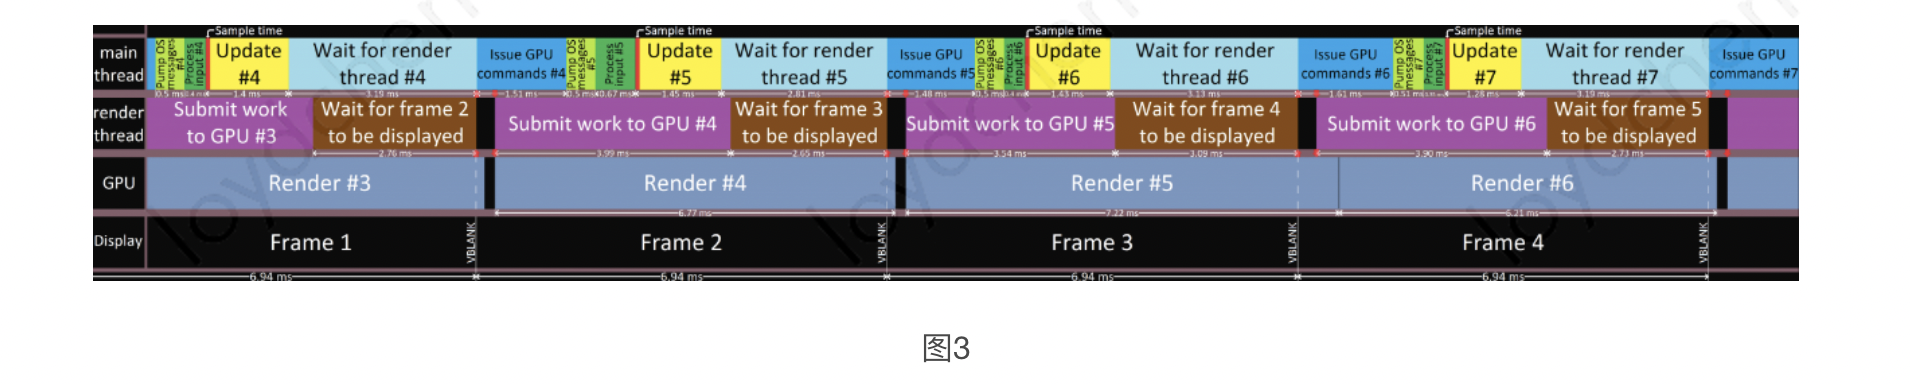 Sample time Sample time Sample time Sample time
main thread
Pump OS messages #4
Process input #4
Update #4
Wait for render thread #4
Issue GPU commands #4
Pump OS messages #5
Process input #5
Update #5
Wait for render thread #5
Issue GPU commands #5
Pump OS messages #6
Process input #6
Update #6
Wait for render thread #6
Issue GPU commands #6
Pump OS messages #7
Process input #7
Update #7
Wait for render thread #7
Issue GPU commands #7
0.5 ms 1.4 ms 3.19 ms 1.51 ms 0.5 ms 0.67 ms 1.45 ms 2.81 ms 1.48 ms 0.5 ms 1.43 ms 3.13 ms 1.61 ms 0.51 ms 1.28 ms 3.19 ms
render thread
Submit work to GPU #3
Wait for frame 2 to be displayed
Submit work to GPU #4
Wait for frame 3 to be displayed
Submit work to GPU #5
Wait for frame 4 to be displayed
Submit work to GPU #6
Wait for frame 5 to be displayed
2.76 ms 3.99 ms 2.65 ms 3.54 ms 3.09 ms 3.90 ms 2.73 ms
GPU Render #3 Render #4 Render #5 Render #6
6.77 ms 7.22 ms 6.21 ms
Display Frame 1 VBLANK Frame 2 VBLANK Frame 3 VBLANK Frame 4 VBLANK
6.94 ms 6.94 ms 6.94 ms 6.94 ms
图3